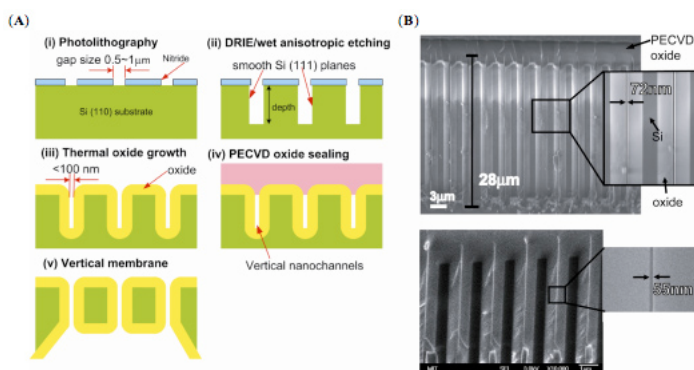 (A)
(i) Photolithography
gap size 0.5~1μm
Nitride
Si (110) substrate
(ii) DRIE/wet anisotropic etching
smooth Si (111) planes
depth
(iii) Thermal oxide growth
<100 nm
oxide
(iv) PECVD oxide sealing
Vertical nanochannels
(v) Vertical membrane
(B)
PECVD
oxide
72nm
Si
28μm
3μm
oxide
55nm